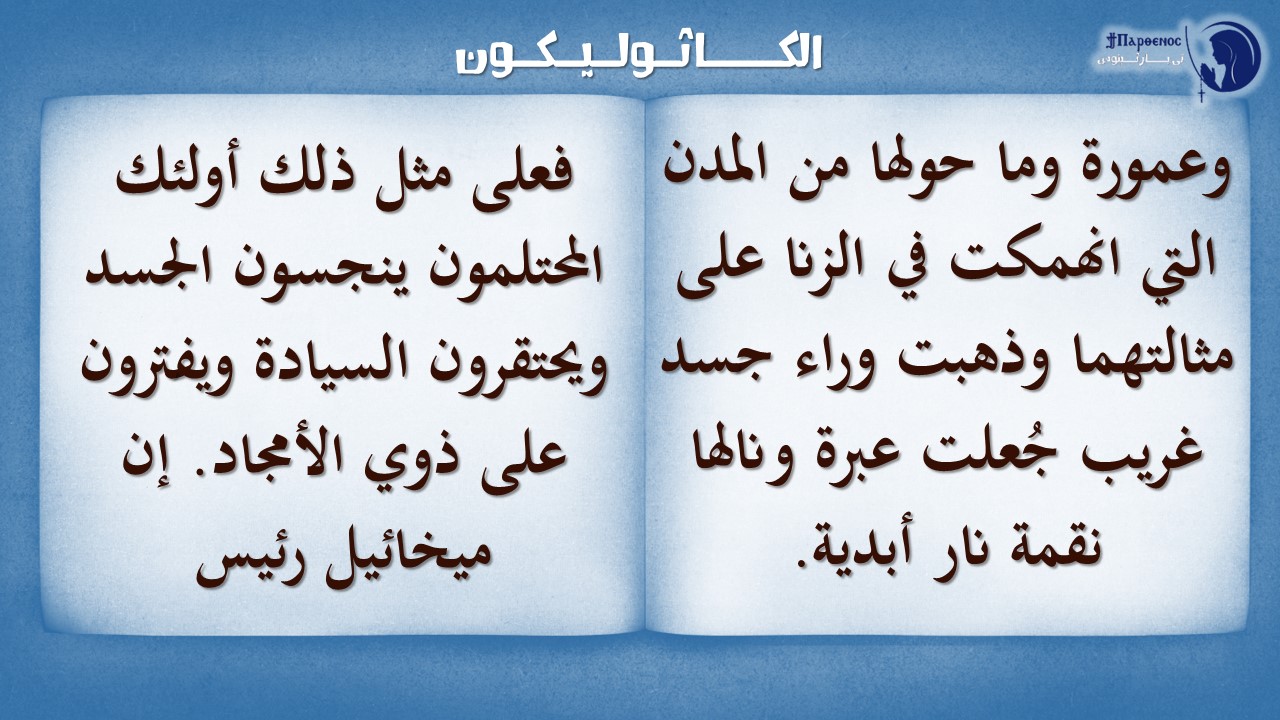 الكاثوليكون
ϮΠαρθενος
تي بارثينوس
وعمورة وما حولها من المدن
التي انهمكت في الزنا على
مثالتهما وذهبت وراء جسد
غريب جُعلت عبرة ونالها
نقمة نار أبدية.
فعلى مثل ذلك أولئك
المحتلمون ينجسون الجسد
ويحتقرون السيادة ويفترون
على ذوي الأمجاد. إن
ميخائيل رئيس